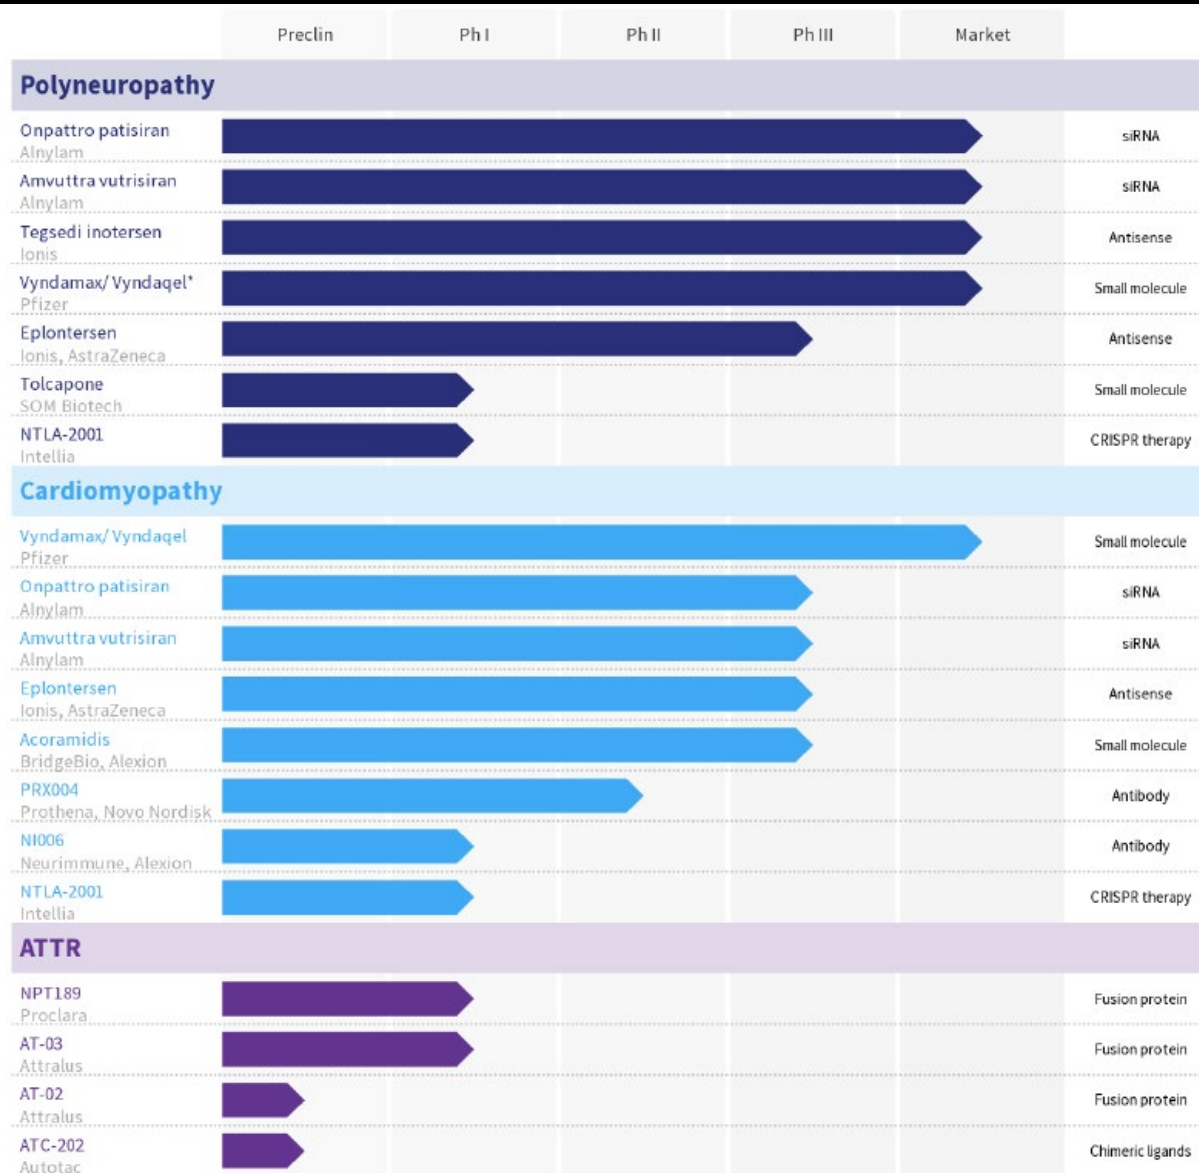 Preclin Ph I Ph II Ph III Market
Polyneuropathy
Onpattro patisiran
Alnylam
siRNA
Amvuttra vutrisiran
Alnylam
siRNA
Tegsedi inotersen
Ionis
Antisense
Vyndamax/ Vyndaqel*
Pfizer
Small molecule
Eplontersen
Ionis, AstraZeneca
Antisense
Tolcapone
SOM Biotech
Small molecule
NTLA-2001
Intellia
CRISPR therapy
Cardiomyopathy
Vyndamax/ Vyndaqel
Pfizer
Small molecule
Onpattro patisiran
Alnylam
siRNA
Amvuttra vutrisiran
Alnylam
siRNA
Eplontersen
Ionis, AstraZeneca
Antisense
Acoramidis
BridgeBio, Alexion
Small molecule
PRX004
Prothena, Novo Nordisk
Antibody
NI006
Neurimmune, Alexion
Antibody
NTLA-2001
Intellia
CRISPR therapy
ATTR
NPT189
Proclara
Fusion protein
AT-03
Attralus
Fusion protein
AT-02
Attralus
Fusion protein
ATC-202
Autotac
Chimeric ligands